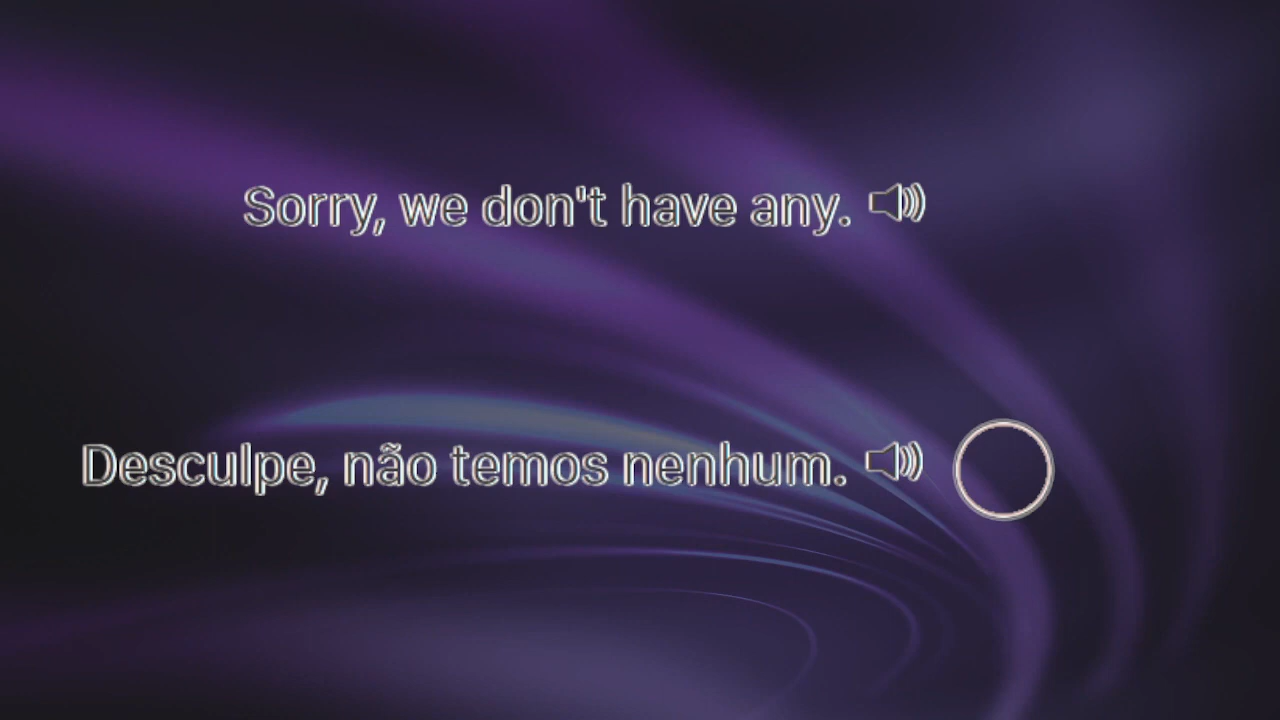 Sorry, we don't have any.
Desculpe, não temos nenhum.